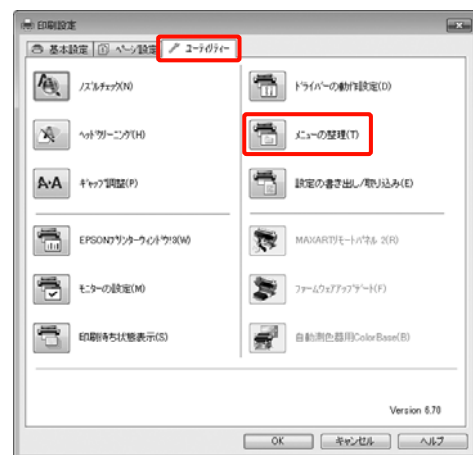 印刷設定
基本設定 ページ設定 ユーティリティー
ノズルチェック(N)
ヘッドクリーニング(H)
ギャップ調整(P)
EPSONプリンターウィンドウ!3(W)
モニターの設定(M)
印刷待ち状態表示(S)
ドライバーの動作設定(D)
メニューの整理(T)
設定の書き出し/取り込み(E)
MAXARTリモートパネル 2(R)
ファームウェアアップデート(F)
自動測色器用ColorBase(B)
Version 6.70
OK キャンセル ヘルプ